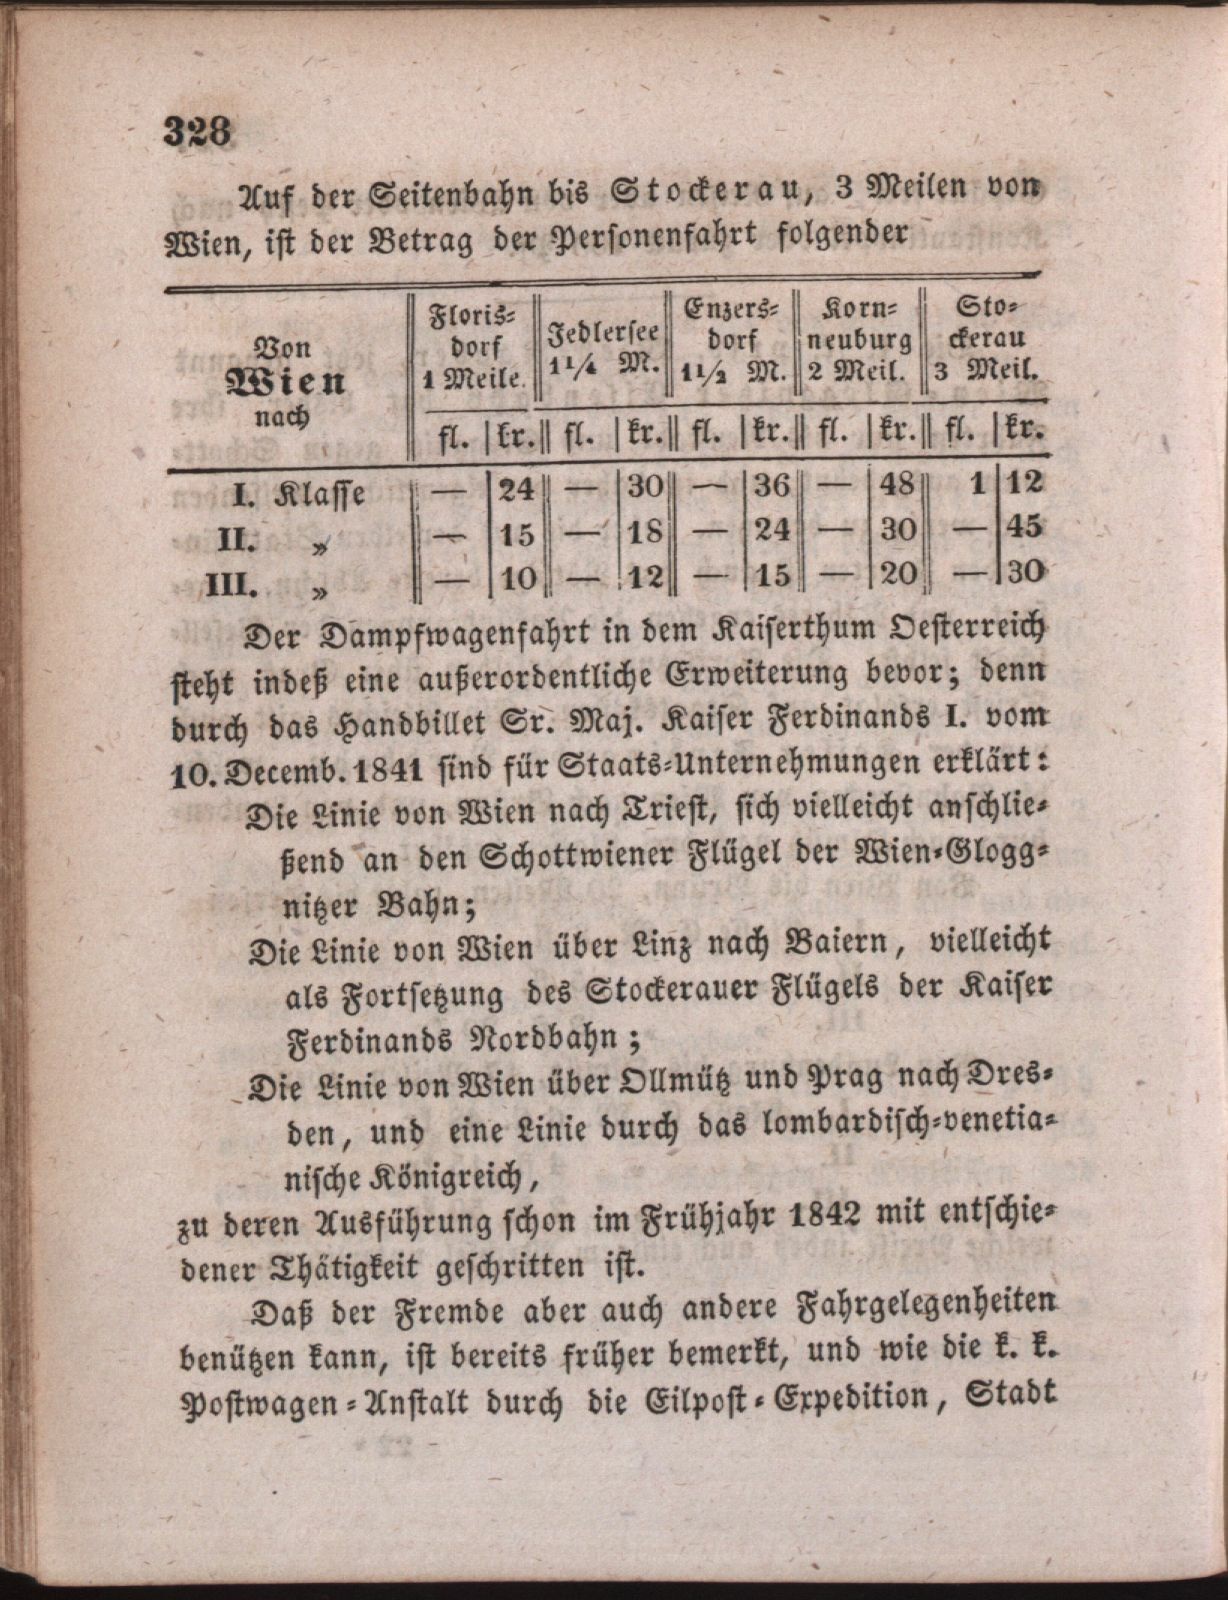 328
Auf der Seitenbahn bis Stockerau, 3 Meilen von
Wien, ist der Betrag der Personenfahrt folgender
Von Wien nach | Floris- dorf 1 Meile. | Jedlersee 1 1/4 M. | Enzers- dorf 1 1/2 M. | Korn- neuburg 2 Meil. | Sto- ckerau 3 Meil.
fl. | kr. || fl. | kr. || fl. | kr. || fl. | kr. || fl. | kr.
I. Klasse — 24 — 30 — 36 — 48 1 12
II. „ — 15 — 18 — 24 — 30 — 45
III. „ — 10 — 12 — 15 — 20 — 30
Der Dampfwagenfahrt in dem Kaiserthum Oesterreich
steht indeß eine außerordentliche Erweiterung bevor; denn
durch das Handbillet Sr. Maj. Kaiser Ferdinands I. vom
10. Decemb. 1841 sind für Staats-Unternehmungen erklärt:
Die Linie von Wien nach Triest, sich vielleicht anschlie-
ßend an den Schottwiener Flügel der Wien-Glogg-
nitzer Bahn;
Die Linie von Wien über Linz nach Baiern, vielleicht
als Fortsetzung des Stockerauer Flügels der Kaiser
Ferdinands Nordbahn;
Die Linie von Wien über Ollmütz und Prag nach Dres-
den, und eine Linie durch das lombardisch-venetia-
nische Königreich,
zu deren Ausführung schon im Frühjahr 1842 mit entschie-
dener Thätigkeit geschritten ist.
Daß der Fremde aber auch andere Fahrgelegenheiten
benützen kann, ist bereits früher bemerkt, und wie die k. k.
Postwagen-Anstalt durch die Eilpost-Expedition, Stadt